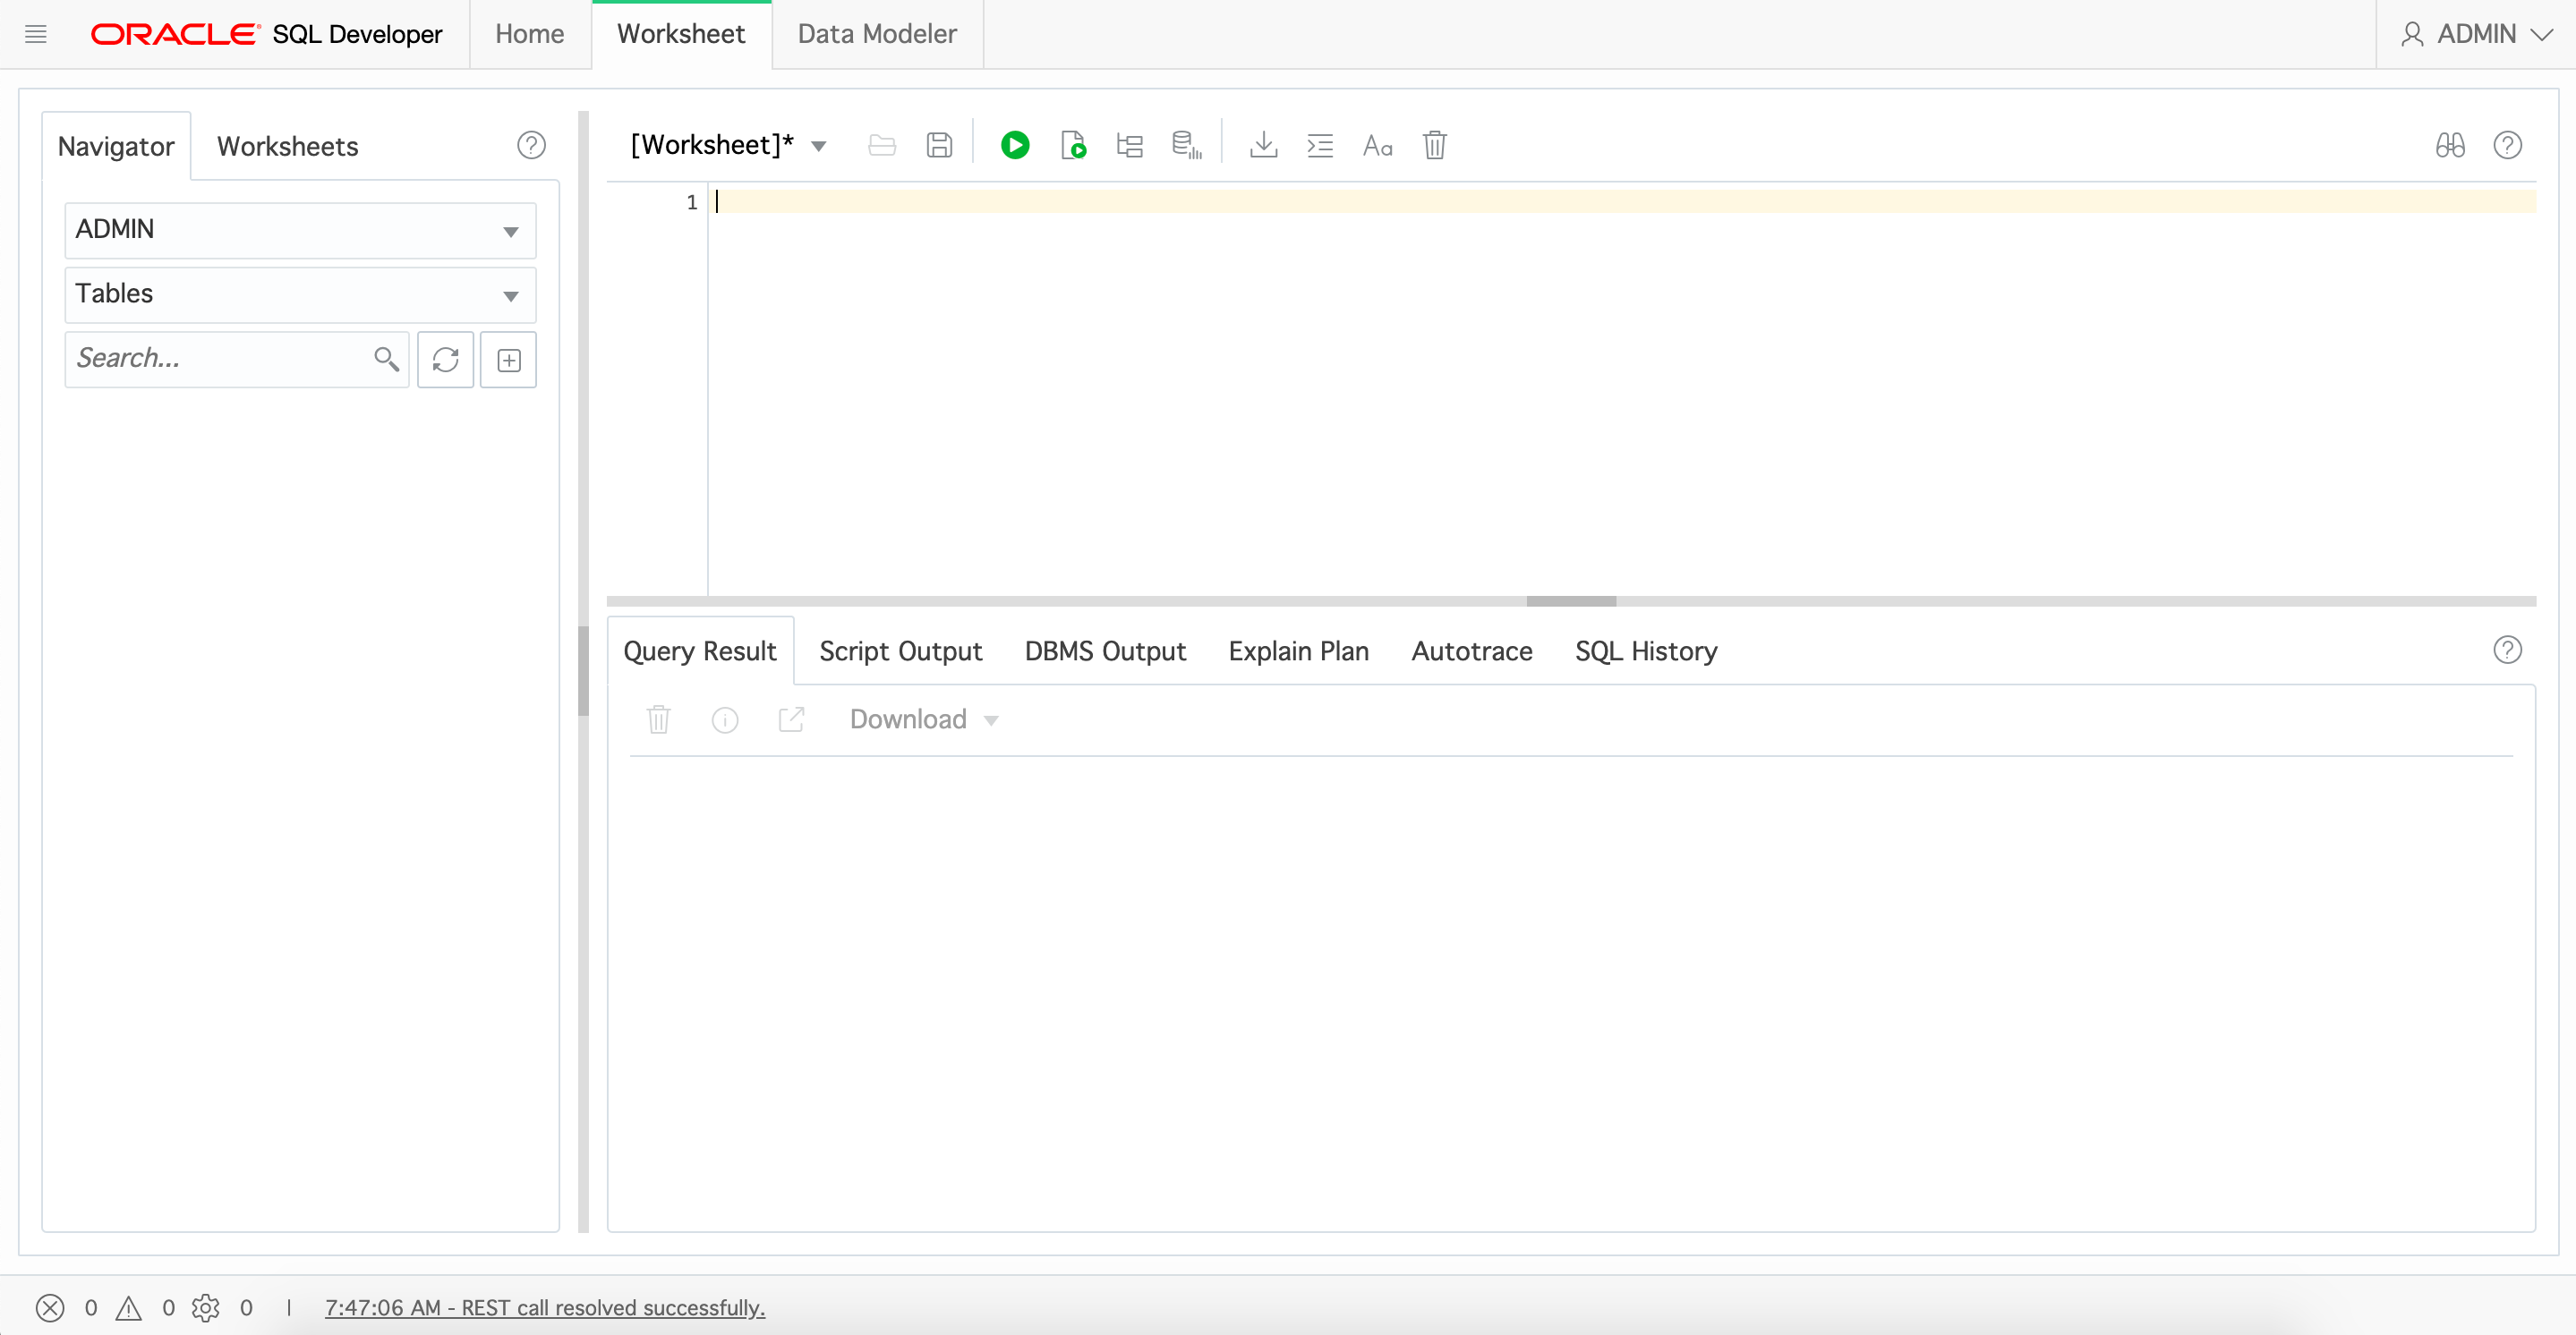 ORACLE SQL Developer
Home
Worksheet
Data Modeler
ADMIN
Navigator
Worksheets
ADMIN
Tables
Search...
[Worksheet]*
Aa
1
Query Result
Script Output
DBMS Output
Explain Plan
Autotrace
SQL History
Download
0 0 0 | 7:47:06 AM - REST call resolved successfully.